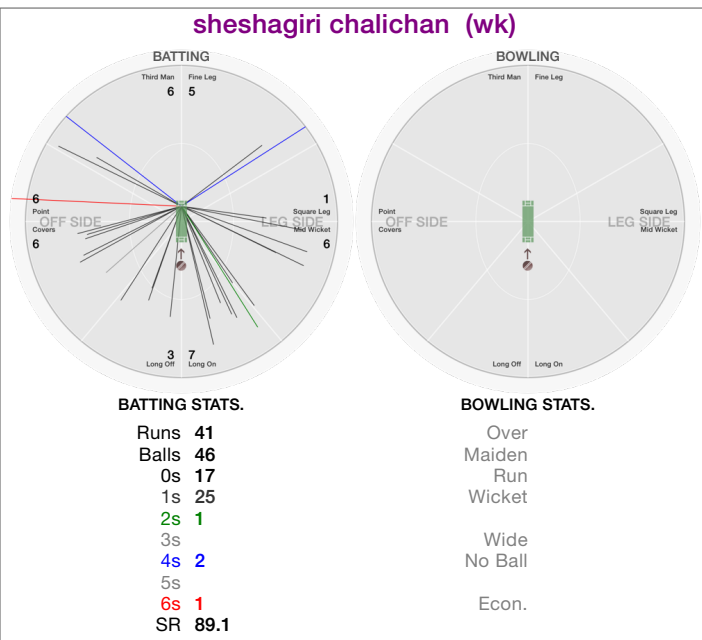 sheshagiri chalichan (wk)
BATTING
Third Man Fine Leg
6 5
6
Point
OFF SIDE
Covers
6
1
Square Leg
LEG SIDE
Mid Wicket
6
3 7
Long Off Long On
BOWLING
Third Man Fine Leg
Point
OFF SIDE
Covers
Square Leg
LEG SIDE
Mid Wicket
Long Off Long On
BATTING STATS.
Runs 41
Balls 46
0s 17
1s 25
2s 1
3s
4s 2
5s
6s 1
SR 89.1
BOWLING STATS.
Over
Maiden
Run
Wicket
Wide
No Ball
Econ.